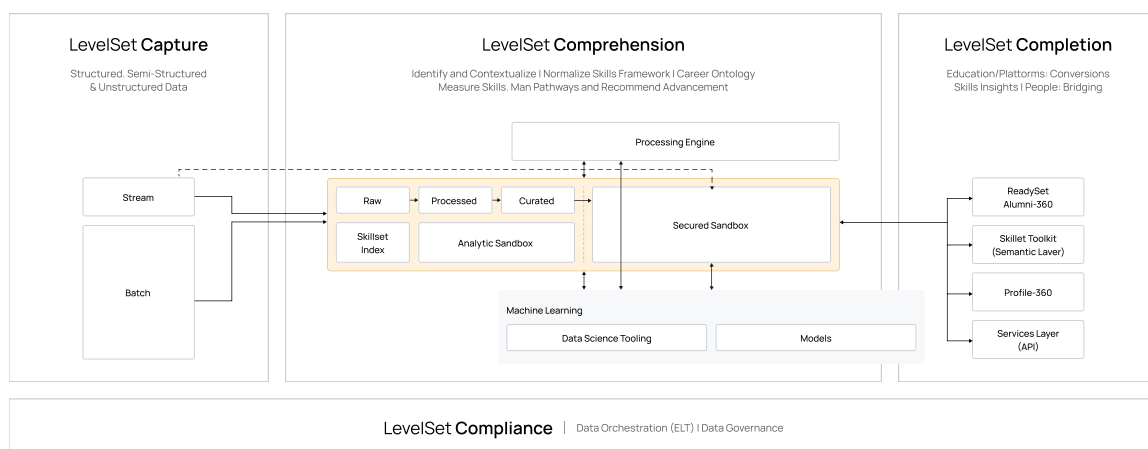 LevelSet Capture
Structured. Semi-Structured
& Unstructured Data
Stream
Batch
LevelSet Comprehension
Identify and Contextualize | Normalize Skills Framework | Career Ontology
Measure Skills. Man Pathways and Recommend Advancement
Processing Engine
Raw
Processed
Curated
Skillset
Index
Analytic Sandbox
Secured Sandbox
Machine Learning
Data Science Tooling
Models
LevelSet Completion
Education/Plattorms: Conversions
Skills Insights | People: Bridging
ReadySet
Alumni-360
Skillet Toolkit
(Semantic Laver)
Profile-360
Services Layer
(API)
LevelSet Compliance | Data Orchestration (ELT) | Data Governance